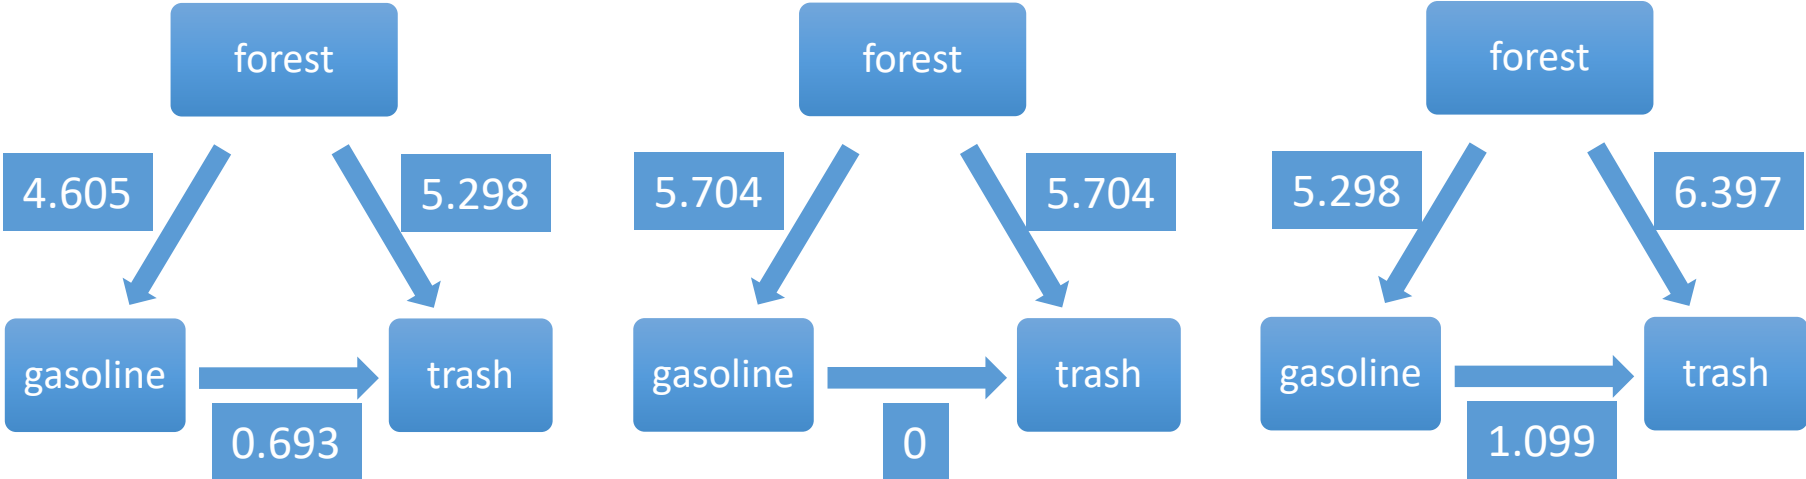 forest
4.605
5.298
gasoline
trash
0.693
forest
5.704
5.704
gasoline
trash
0
forest
5.298
6.397
gasoline
trash
1.099